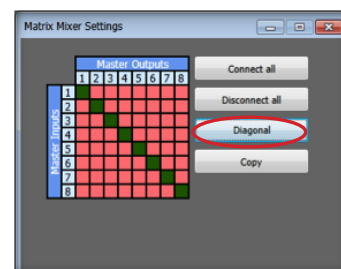 Matrix Mixer Settings
Master Outputs
1 2 3 4 5 6 7 8
Master Inputs
1
2
3
4
5
6
7
8
Connect all
Disconnect all
Diagonal
Copy